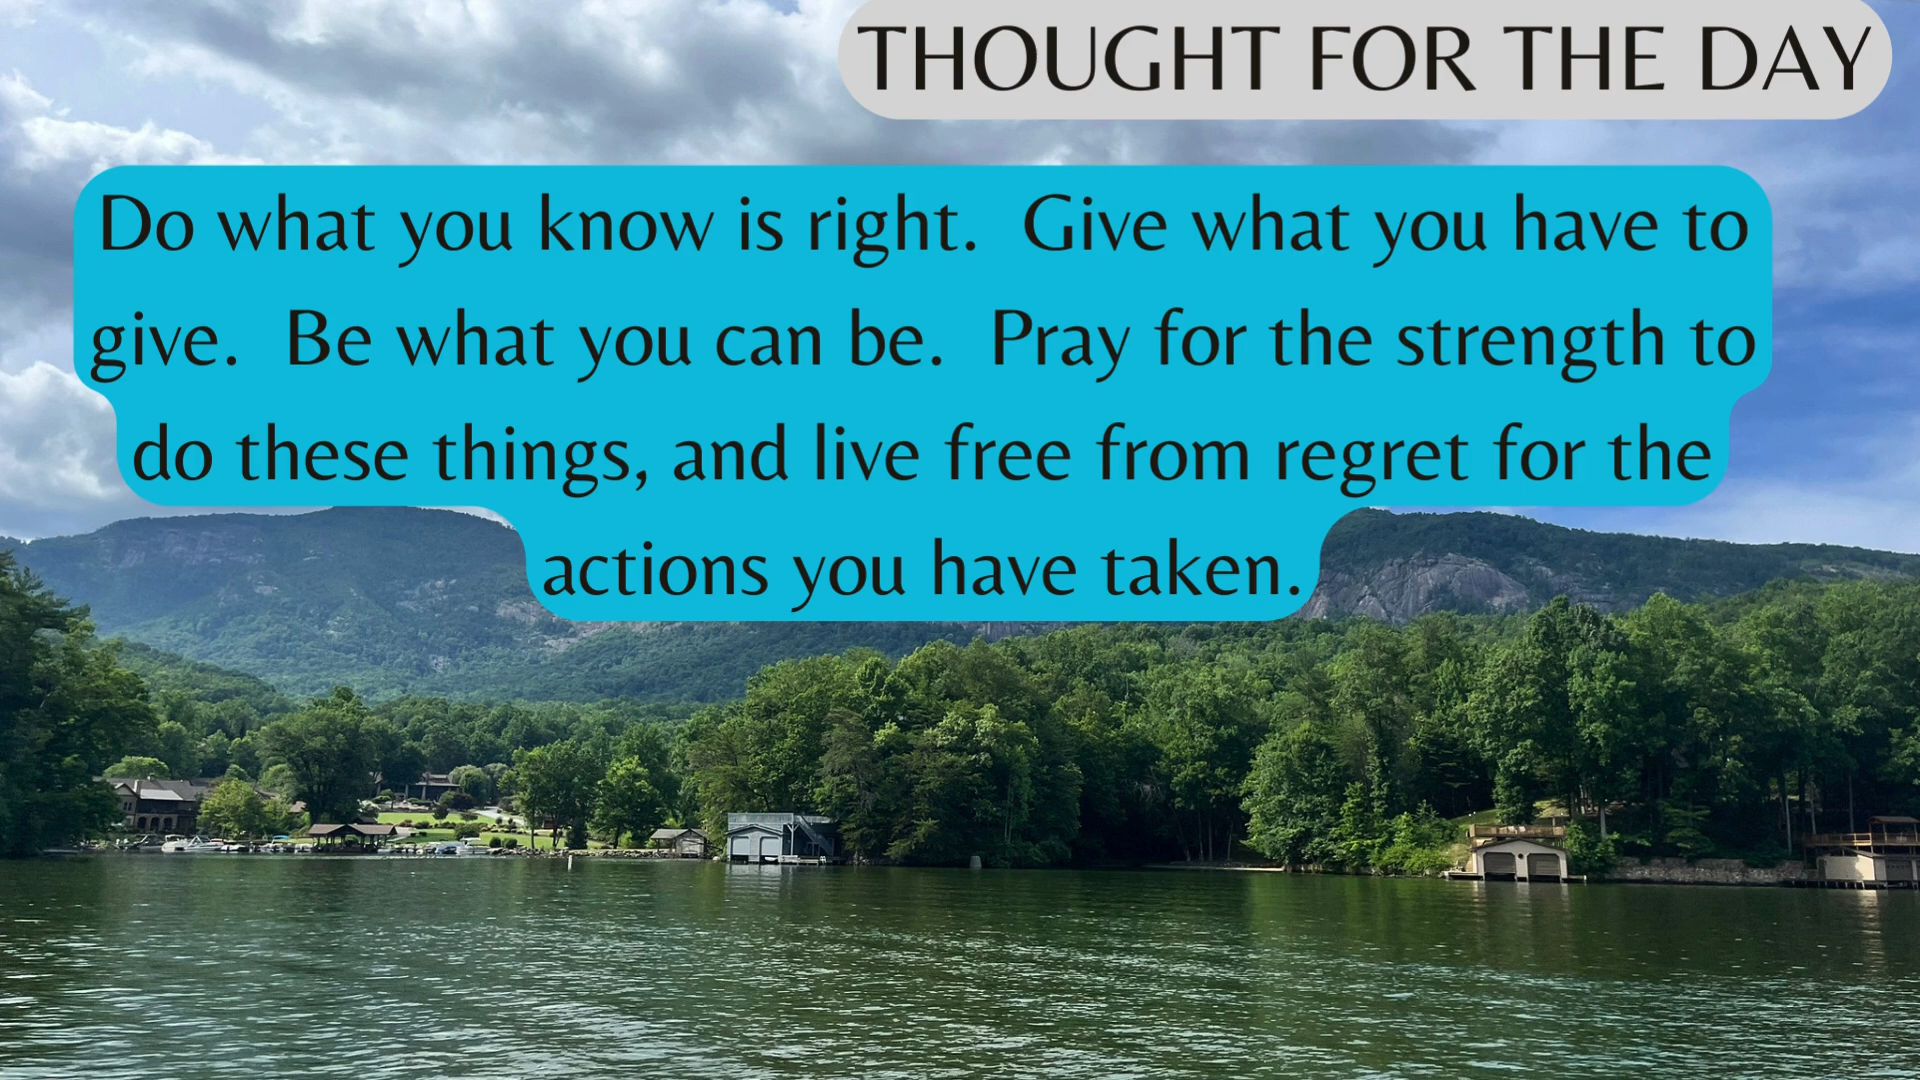 THOUGHT FOR THE DAY
Do what you know is right.  Give what you have to
give.  Be what you can be.  Pray for the strength to
do these things, and live free from regret for the
actions you have taken.